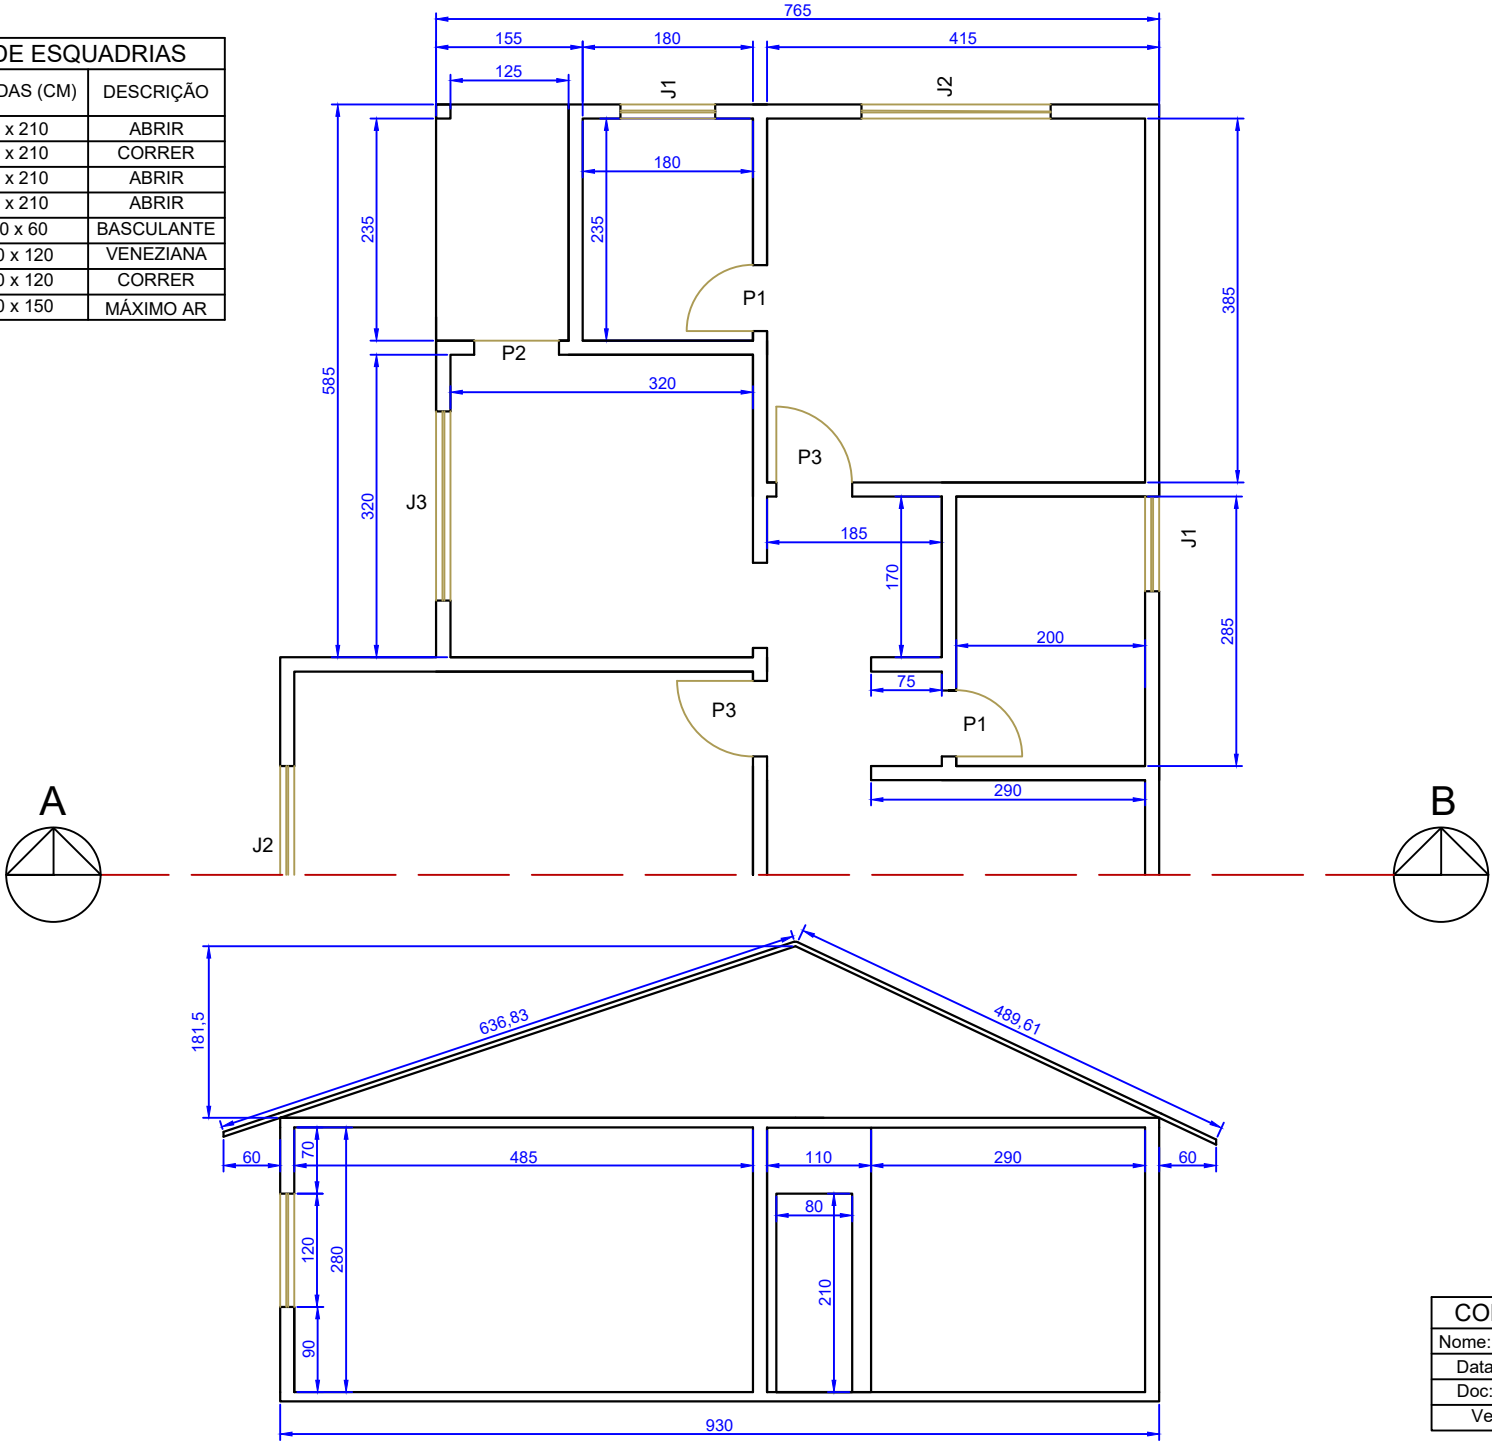 DE ESQUADRIAS
DAS (CM) DESCRIÇÃO
x 210 ABRIR
x 210 CORRER
x 210 ABRIR
x 210 ABRIR
0 x 60 BASCULANTE
0 x 120 VENEZIANA
0 x 120 CORRER
0 x 150 MÁXIMO AR
765
155 180 415
125
J1
J2
180
235
235
385
P1
P2
585
320
P3
J3
320
185
170
J1
285
200
75
P3
P1
290
A
B
J2
181,5
636,83
489,61
60
70
485
110
290
60
80
120
280
210
90
930
CO
Nome:
Data
Doc:
Ve